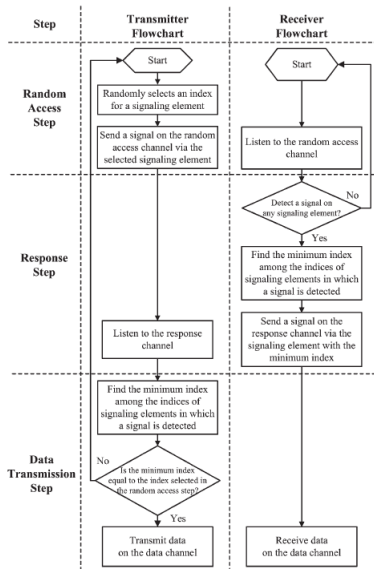 Step
Transmitter
Flowchart
Receiver
Flowchart
Random
Access
Step
Start
Randomly selects an index
for a signaling element
Send a signal on the random
access channel via the
selected signaling element
Start
Listen to the random access
channel
Response
Step
Listen to the response
channel
Detect a signal on
any signaling element?
No
Yes
Find the minimum index
among the indices of
signaling elements in which
a signal is detected
Send a signal on the
response channel via the
signaling element with the
minimum index
Data
Transmission
Step
Find the minimum index
among the indices of
signaling elements in which
a signal is detected
No
Is the minimum index
equal to the index selected in
the random access step?
Yes
Transmit data
on the data channel
Receive data
on the data channel